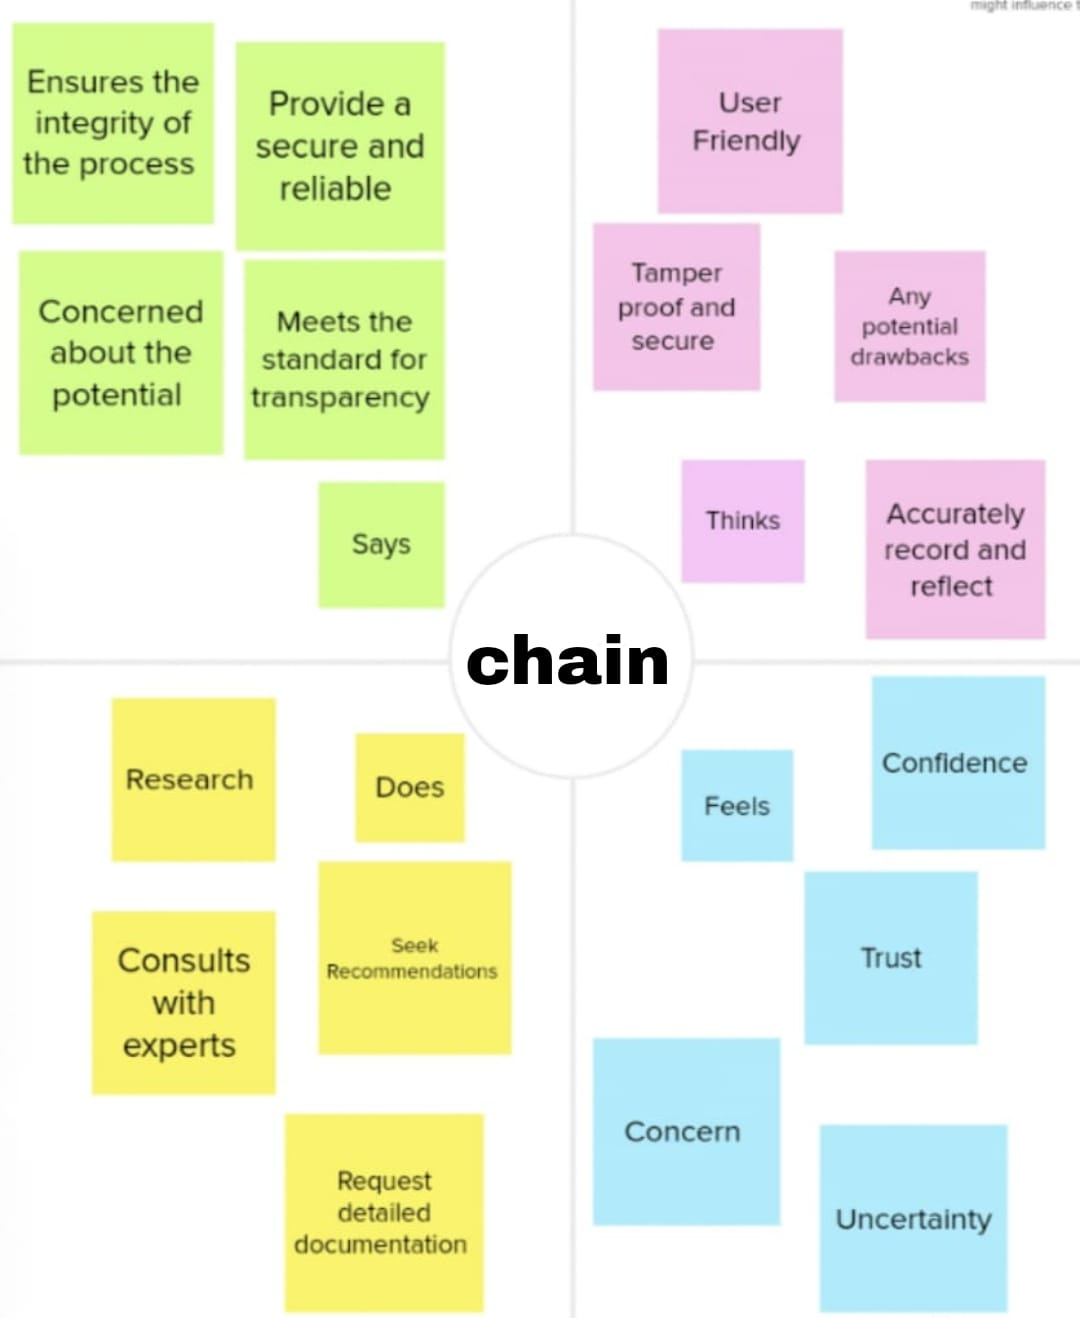 might influence t
Ensures the
integrity of
the process
Provide a
secure and
reliable
Concerned
about the
potential
Meets the
standard for
transparency
Says
User
Friendly
Tamper
proof and
secure
Any
potential
drawbacks
Thinks
Accurately
record and
reflect
chain
Research
Does
Consults
with
experts
Seek
Recommendations
Request
detailed
documentation
Feels
Confidence
Trust
Concern
Uncertainty